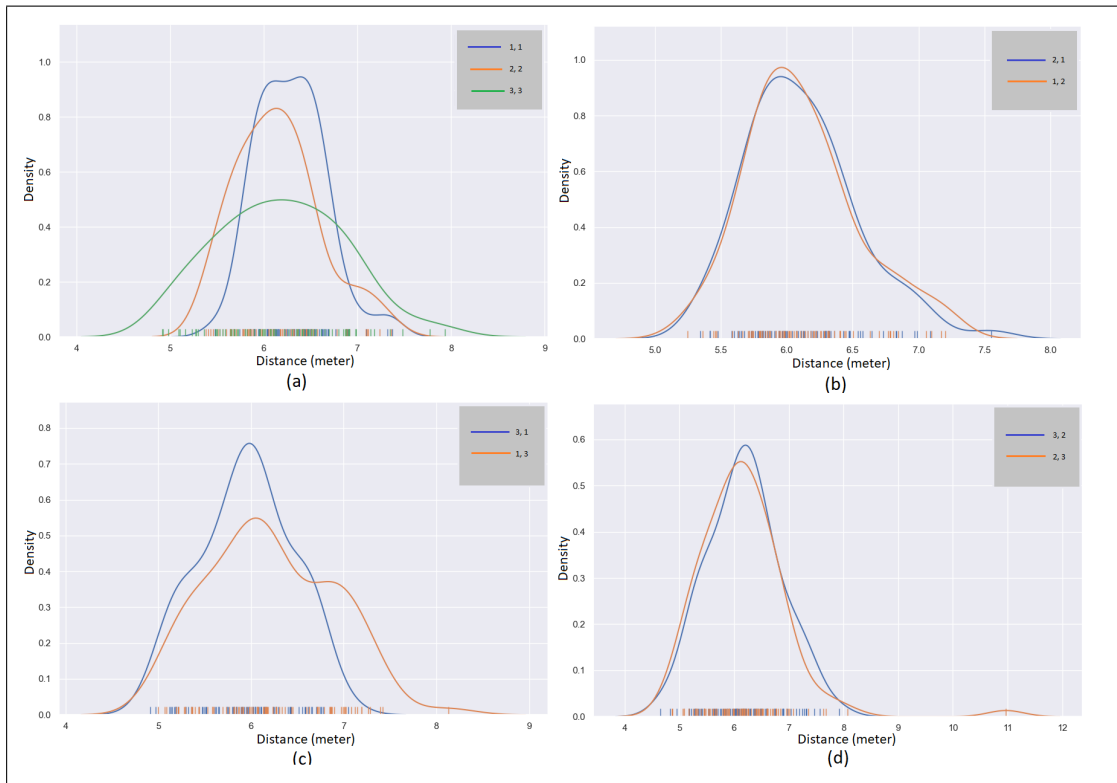 1, 1
2, 2
3, 3
Density
1.0
0.8
0.6
0.4
0.2
0.0
4 5 6 7 8 9
Distance (meter)
(a)
2, 1
1, 2
Density
1.0
0.8
0.6
0.4
0.2
0.0
5.0 5.5 6.0 6.5 7.0 7.5 8.0
Distance (meter)
(b)
3, 1
1, 3
Density
0.8
0.7
0.6
0.5
0.4
0.3
0.2
0.1
0.0
4 5 6 7 8 9
Distance (meter)
(c)
3, 2
2, 3
Density
0.6
0.5
0.4
0.3
0.2
0.1
0.0
4 5 6 7 8 9 10 11 12
Distance (meter)
(d)